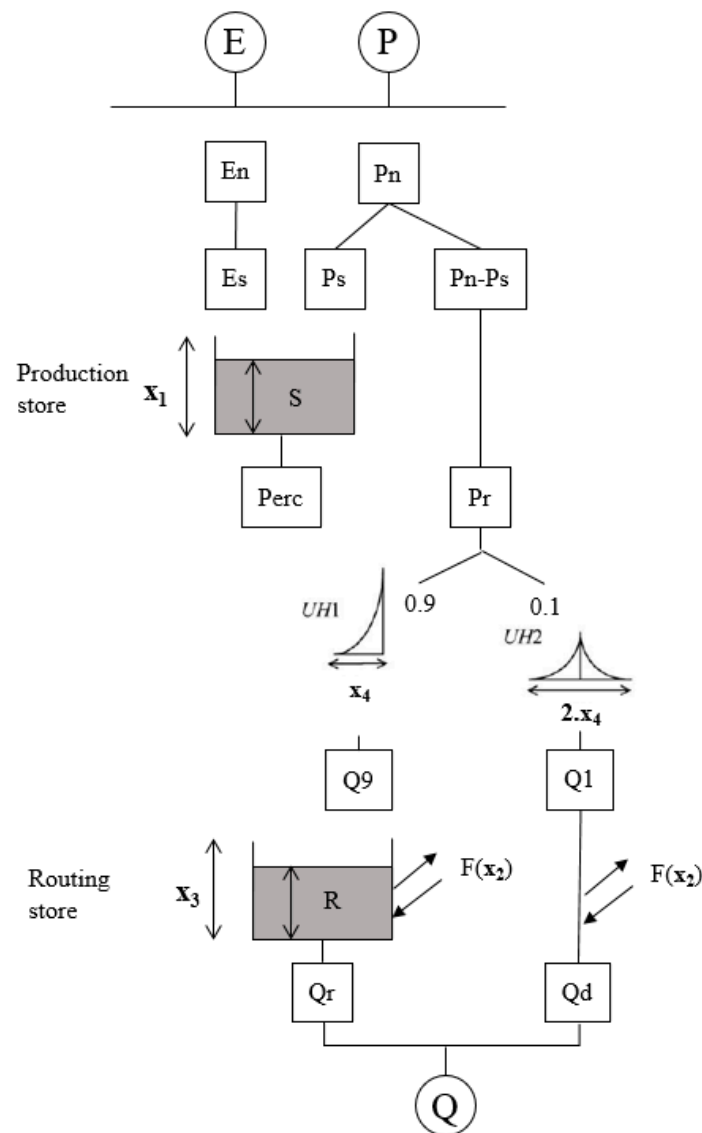 E
P
En
Pn
Es
Ps
Pn-Ps
Production
store
x1
S
Perc
Pr
UH1
0.9
0.1
UH2
x4
2.x4
Q9
Q1
Routing
store
x3
R
F(x2)
F(x2)
Qr
Qd
Q